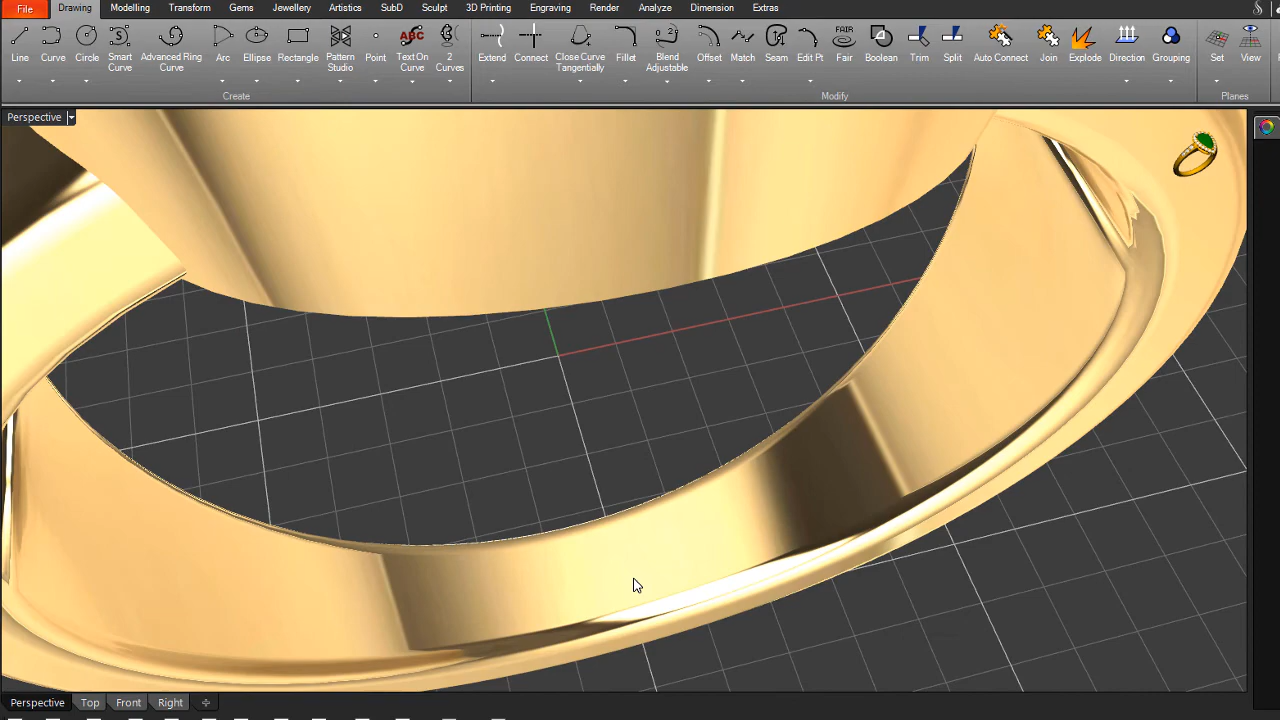 File Drawing Modelling Transform Gems Jewellery Artistics SubD Sculpt 3D Printing Engraving Render Analyze Dimension Extras
Line Curve Circle Smart Curve Advanced Ring Curve Arc Ellipse Rectangle Pattern Studio Point Text On Curve 2 Curves Extend Connect Close Curve Tangentially Fillet Blend Adjustable Offset Match Seam Edit Pt Fair Boolean Trim Split Auto Connect Join Explode Direction Grouping Set View
ABC
FAIR
Create Modify Planes
Perspective
Perspective Top Front Right